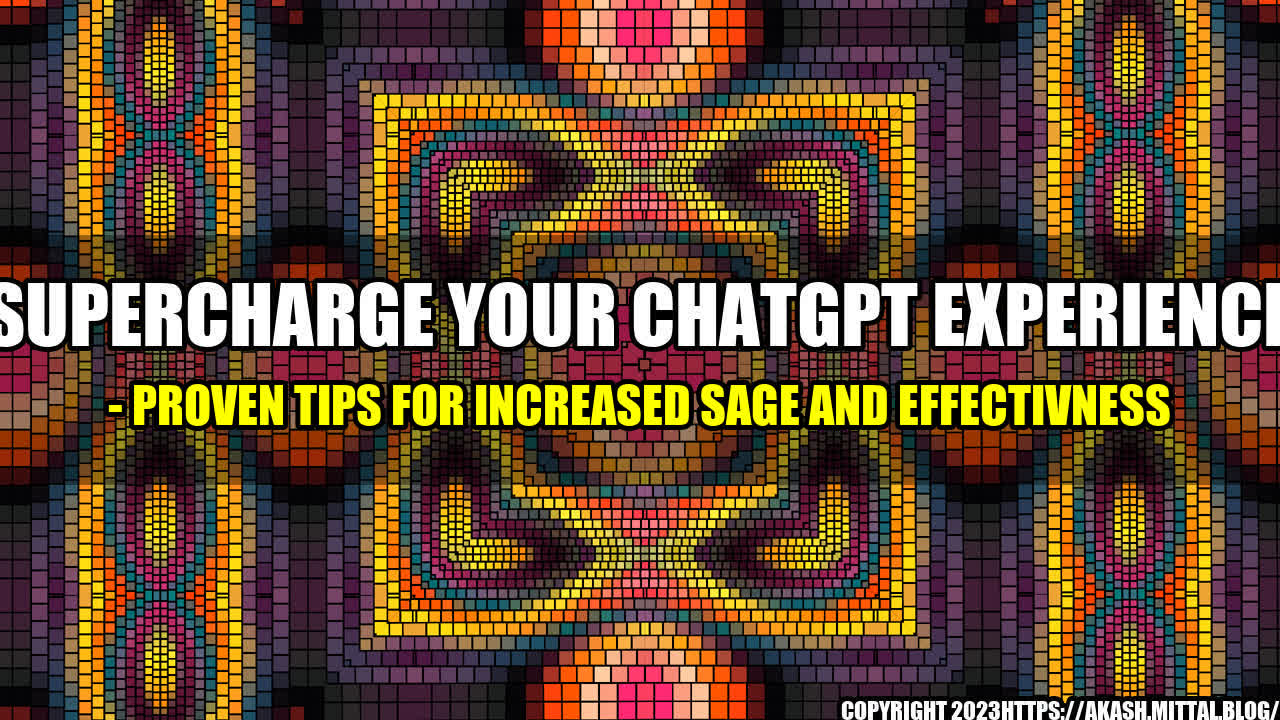 SUPERCHARGE YOUR CHATGPT EXPERIENC
- PROVEN TIPS FOR INCREASED SAGE AND EFFECTIVNESS
COPYRIGHT 2023HTTPS://AKASH.MITTAL.BLOG/